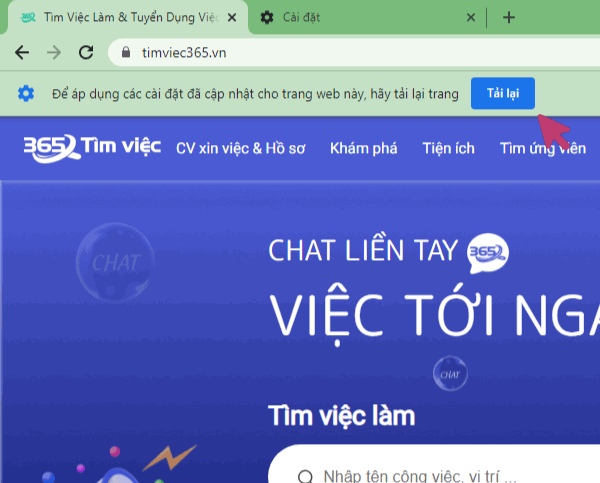 Tìm Việc Làm & Tuyển Dụng Việc
Cài đặt
timviec365.vn
Để áp dụng các cài đặt đã cập nhật cho trang web này, hãy tải lại trang
Tải lại
365 Tìm việc
CV xin việc & Hồ sơ
Khám phá
Tiện ích
Tìm ứng viên
CHAT
CHAT LIỀN TAY 365
VIỆC TỚI NGA
CHAT
Tìm việc làm
Nhập tên công việc, vị trí ...